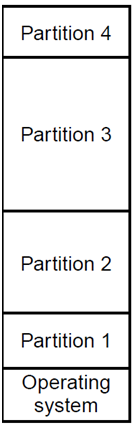 Partition 4
Partition 3
Partition 2
Partition 1
Operating
system